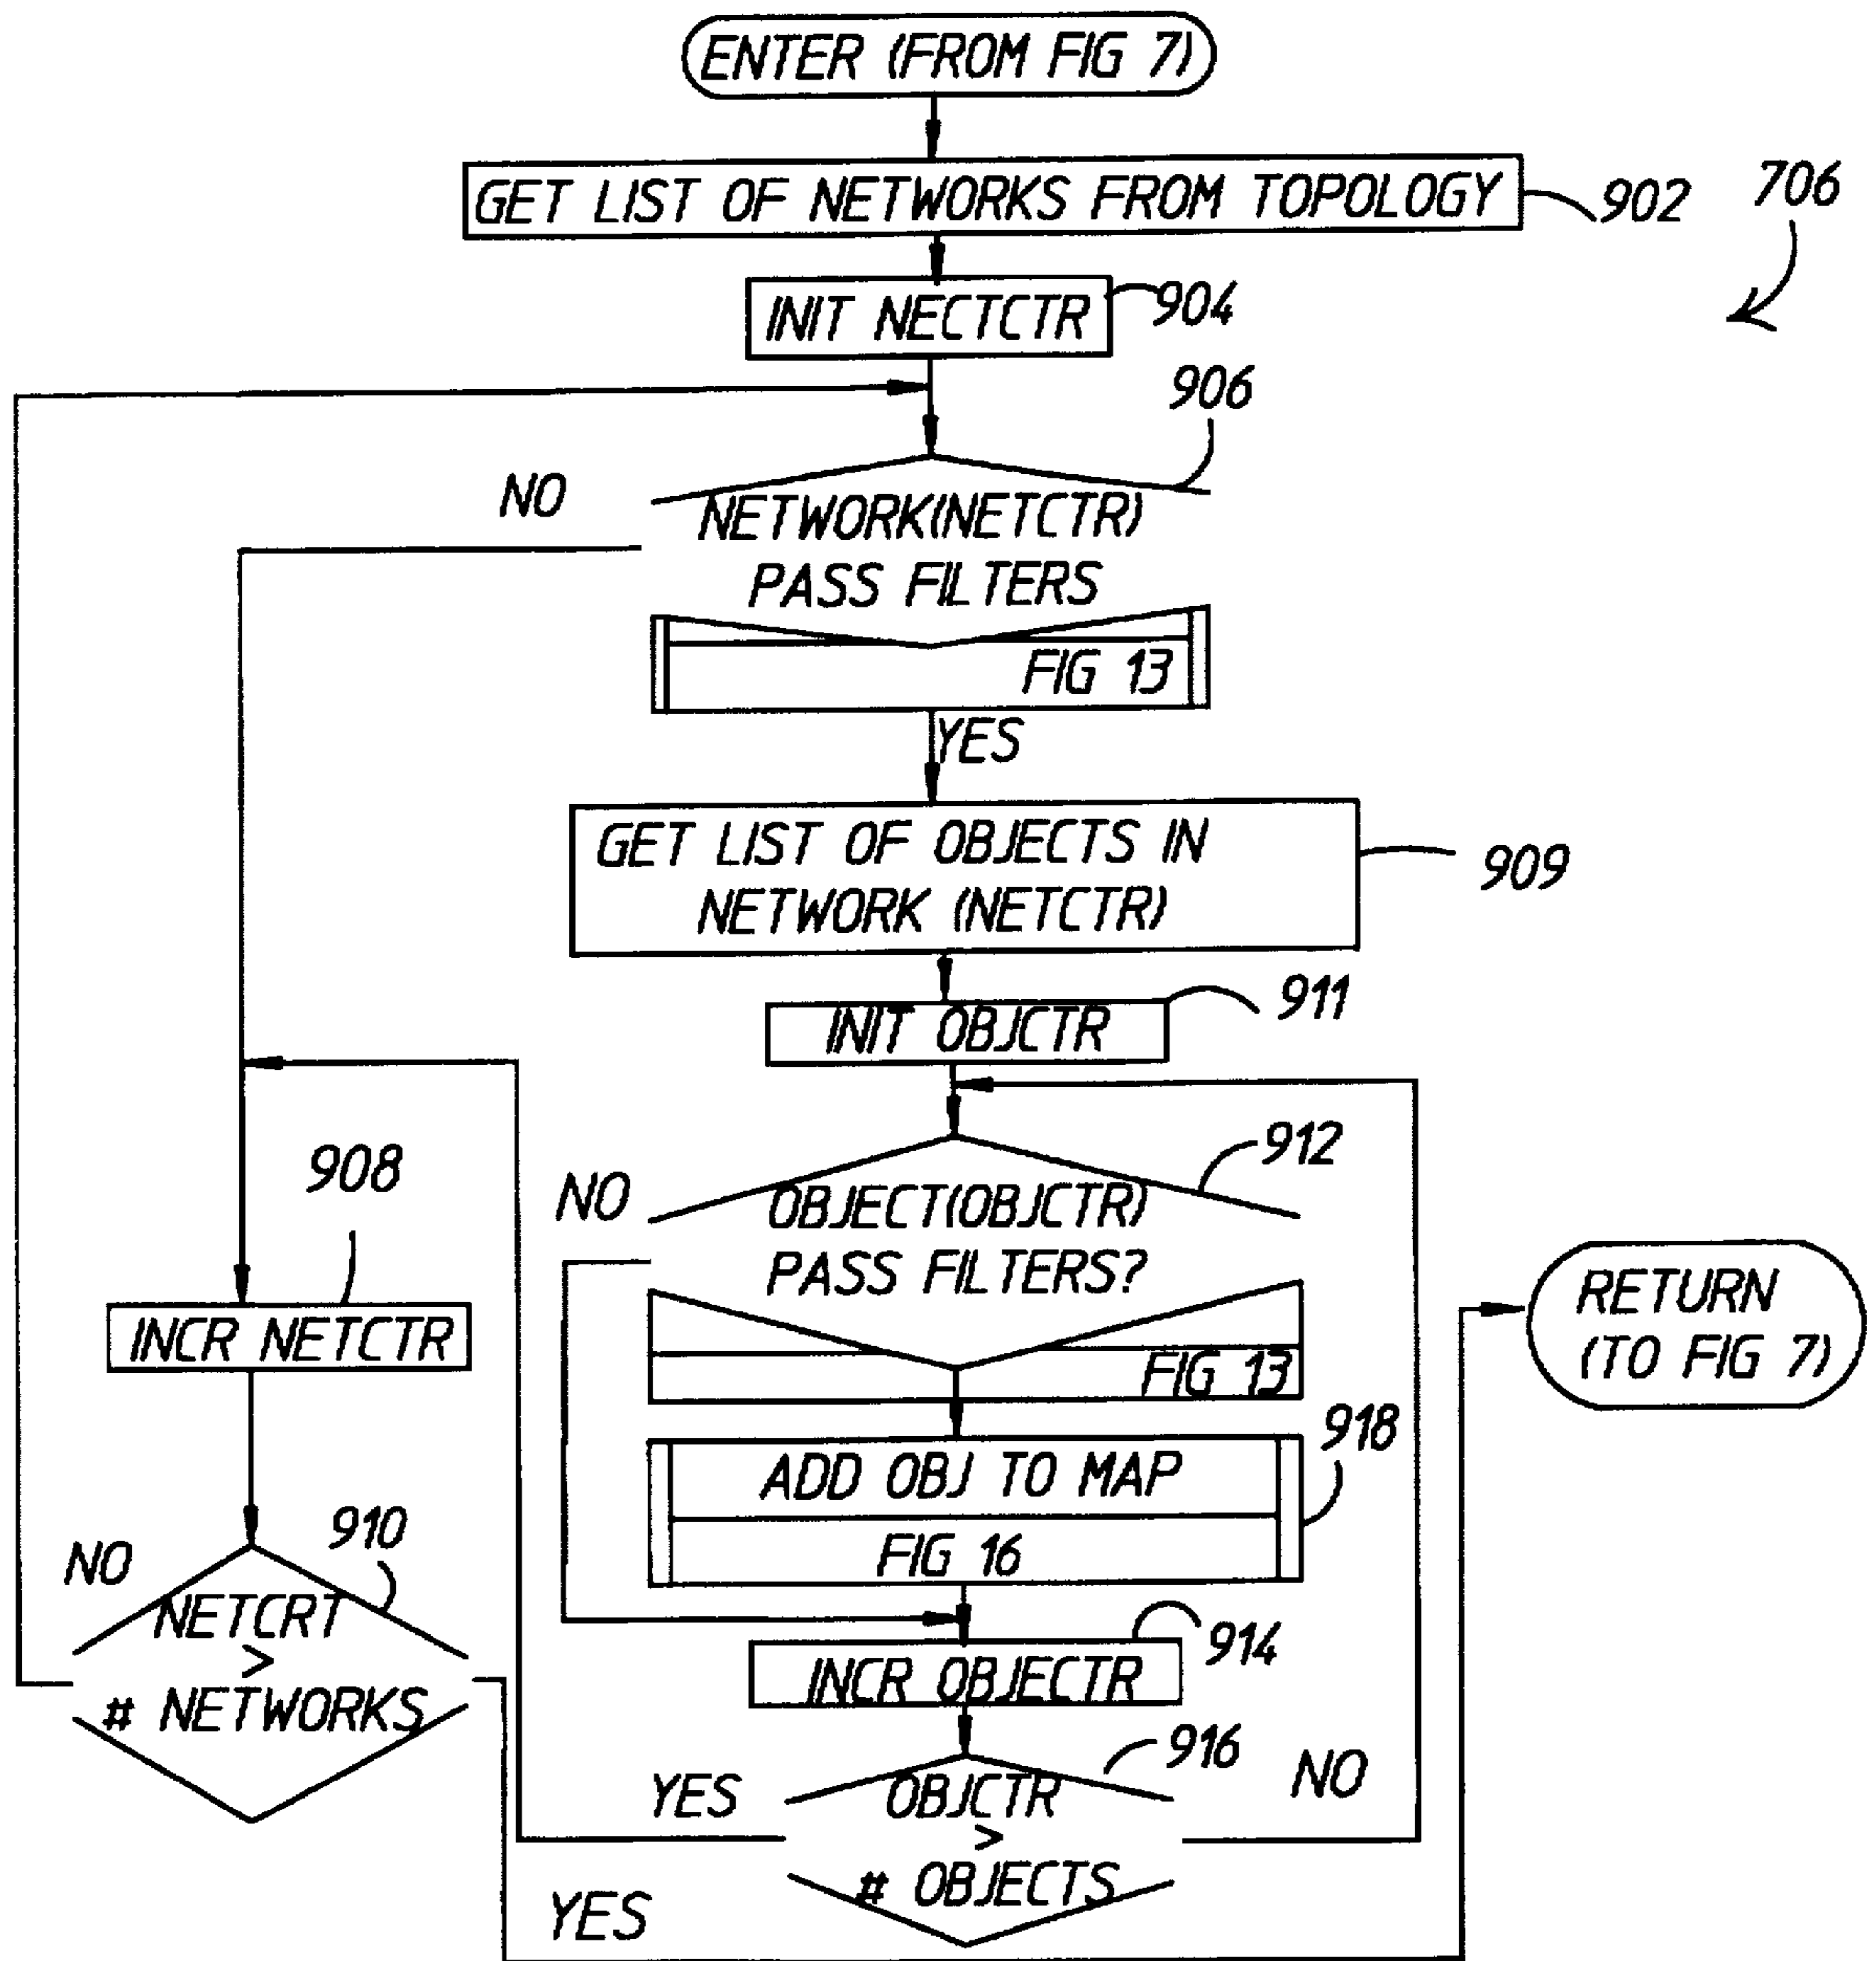 ENTER (FROM FIG 7)
GET LIST OF NETWORKS FROM TOPOLOGY
902
706
INIT NECTCTR
904
906
NO
NETWORK(NETCTR)
PASS FILTERS
FIG 13
YES
GET LIST OF OBJECTS IN
NETWORK (NETCTR)
909
INIT OBJCTR
911
908
912
NO
OBJECT(OBJCTR)
PASS FILTERS?
FIG 13
INCR NETCTR
RETURN
(TO FIG 7)
918
ADD OBJ TO MAP
FIG 16
910
NO
NETCRT
>
# NETWORKS
914
INCR OBJECTR
916
YES
OBJCTR
>
# OBJECTS
NO
YES